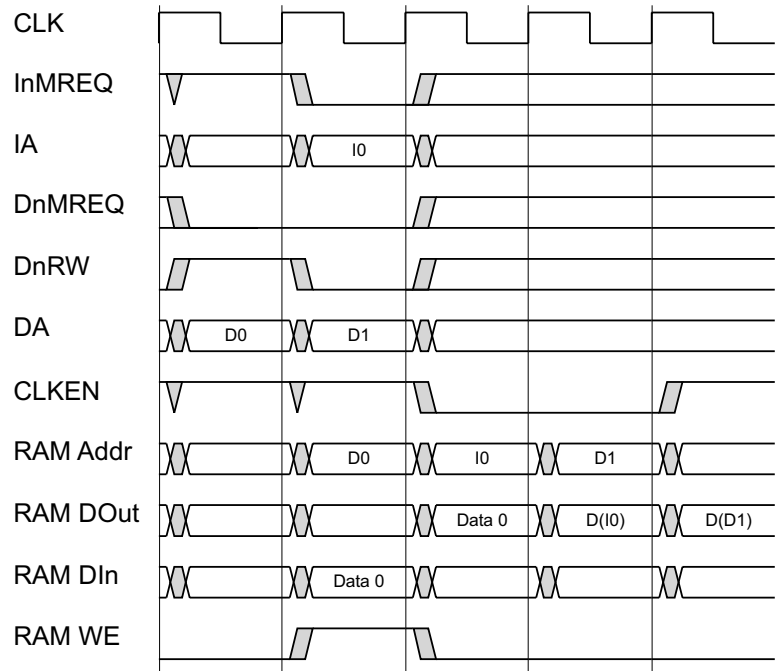 CLK
InMREQ
IA I0
DnMREQ
DnRW
DA D0 D1
CLKEN
RAM Addr D0 I0 D1
RAM DOut Data 0 D(I0) D(D1)
RAM DIn Data 0
RAM WE